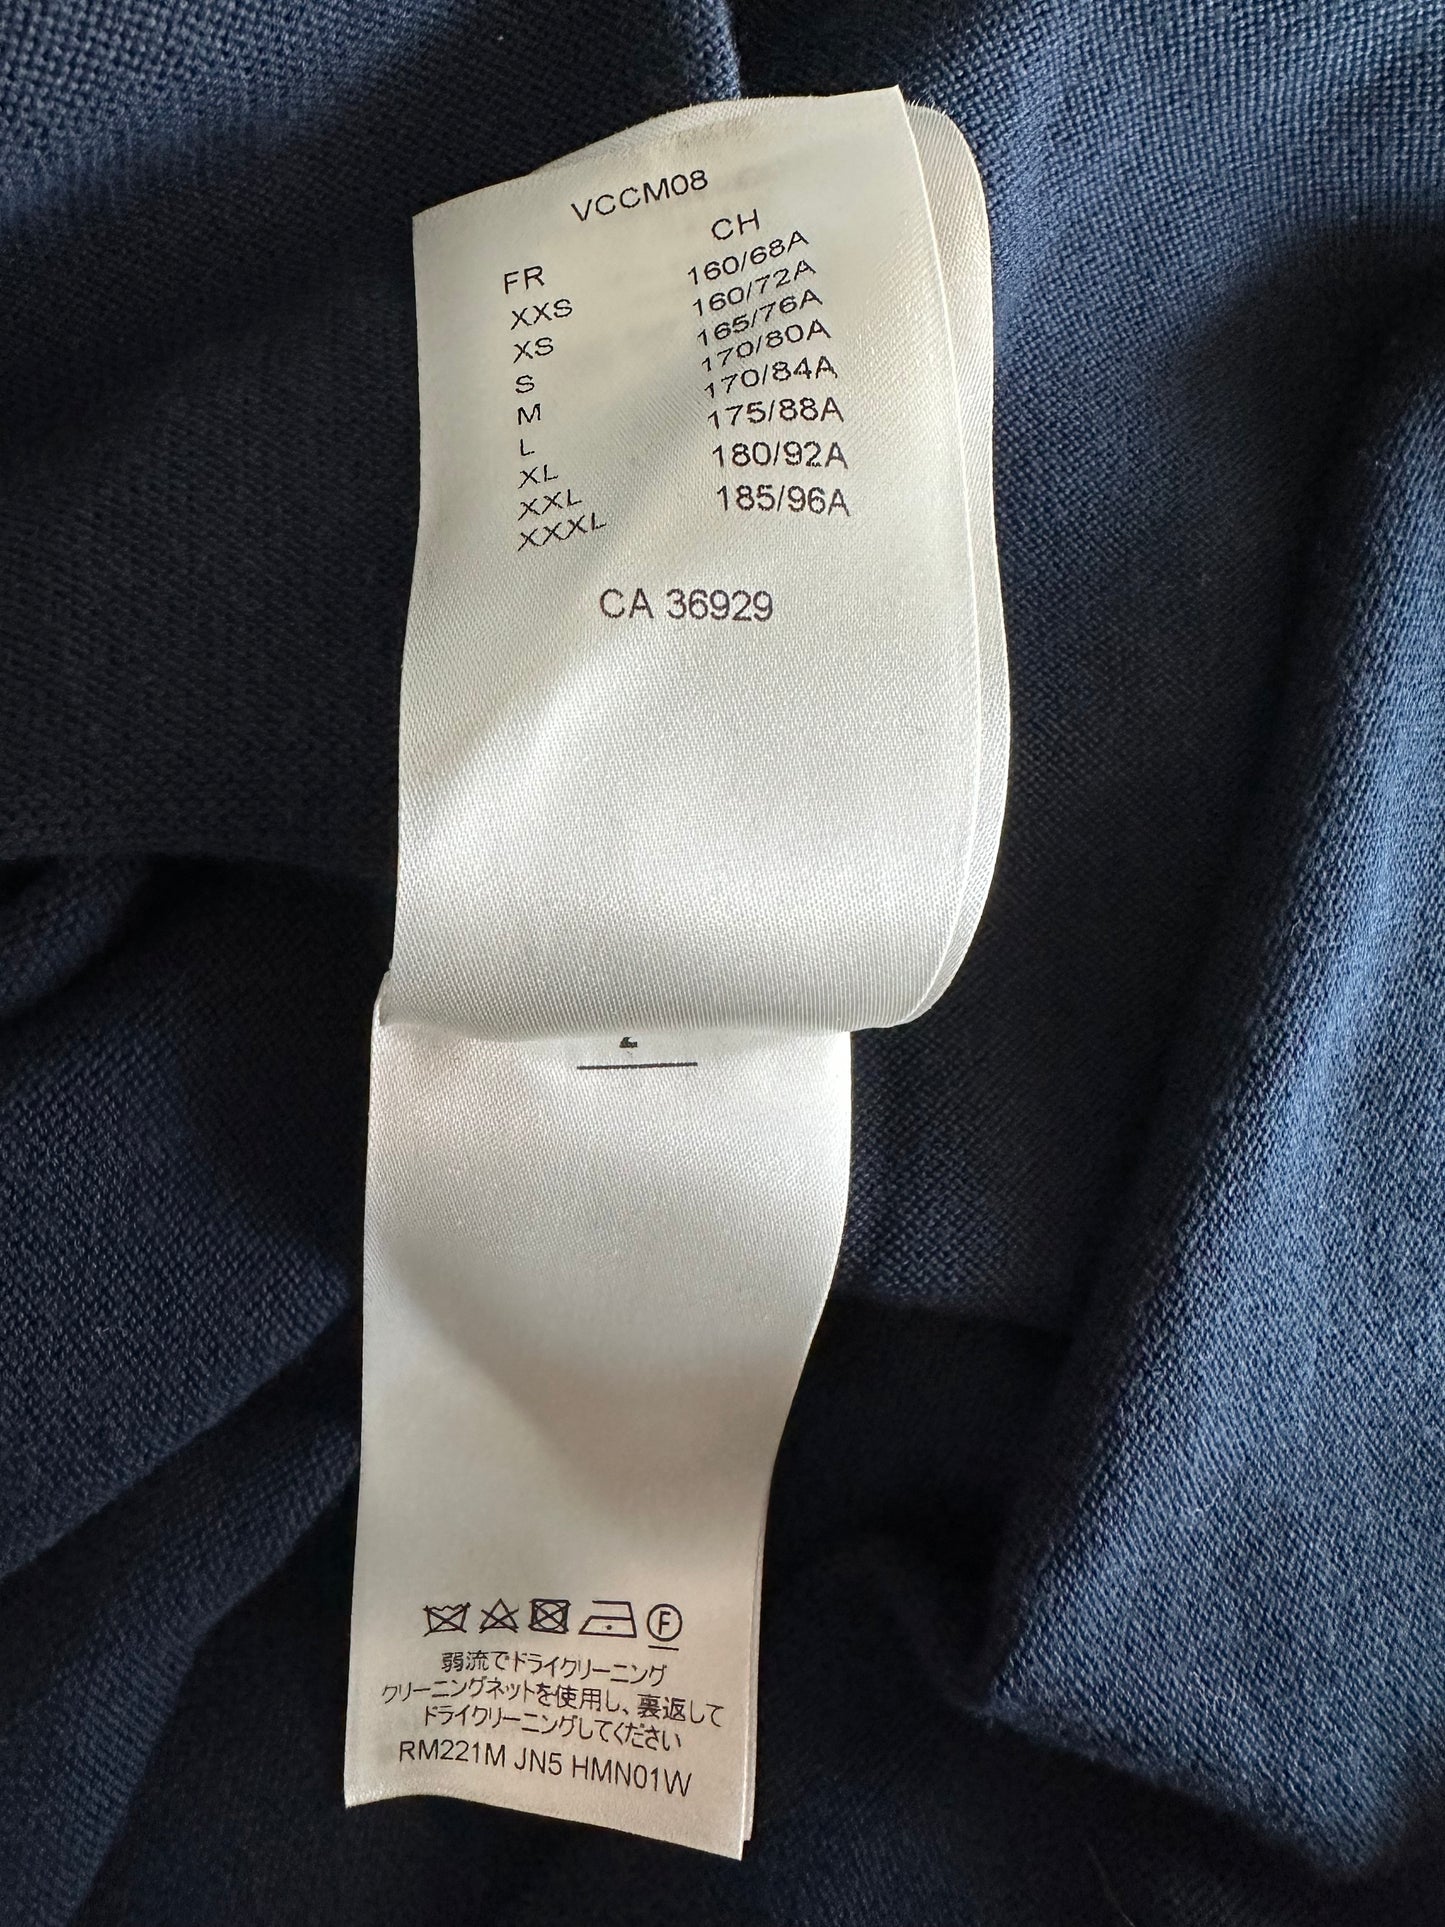 VCCM08
FR CH
XXS 160/68A
XS 160/72A
S 165/76A
M 170/80A
L 170/84A
XL 175/88A
XXL 180/92A
XXXL 185/96A
CA 36929
F
弱流でドライクリーニング
クリーニングネットを使用し、裏返して
ドライクリーニングしてください
RM221M JN5 HMN01W